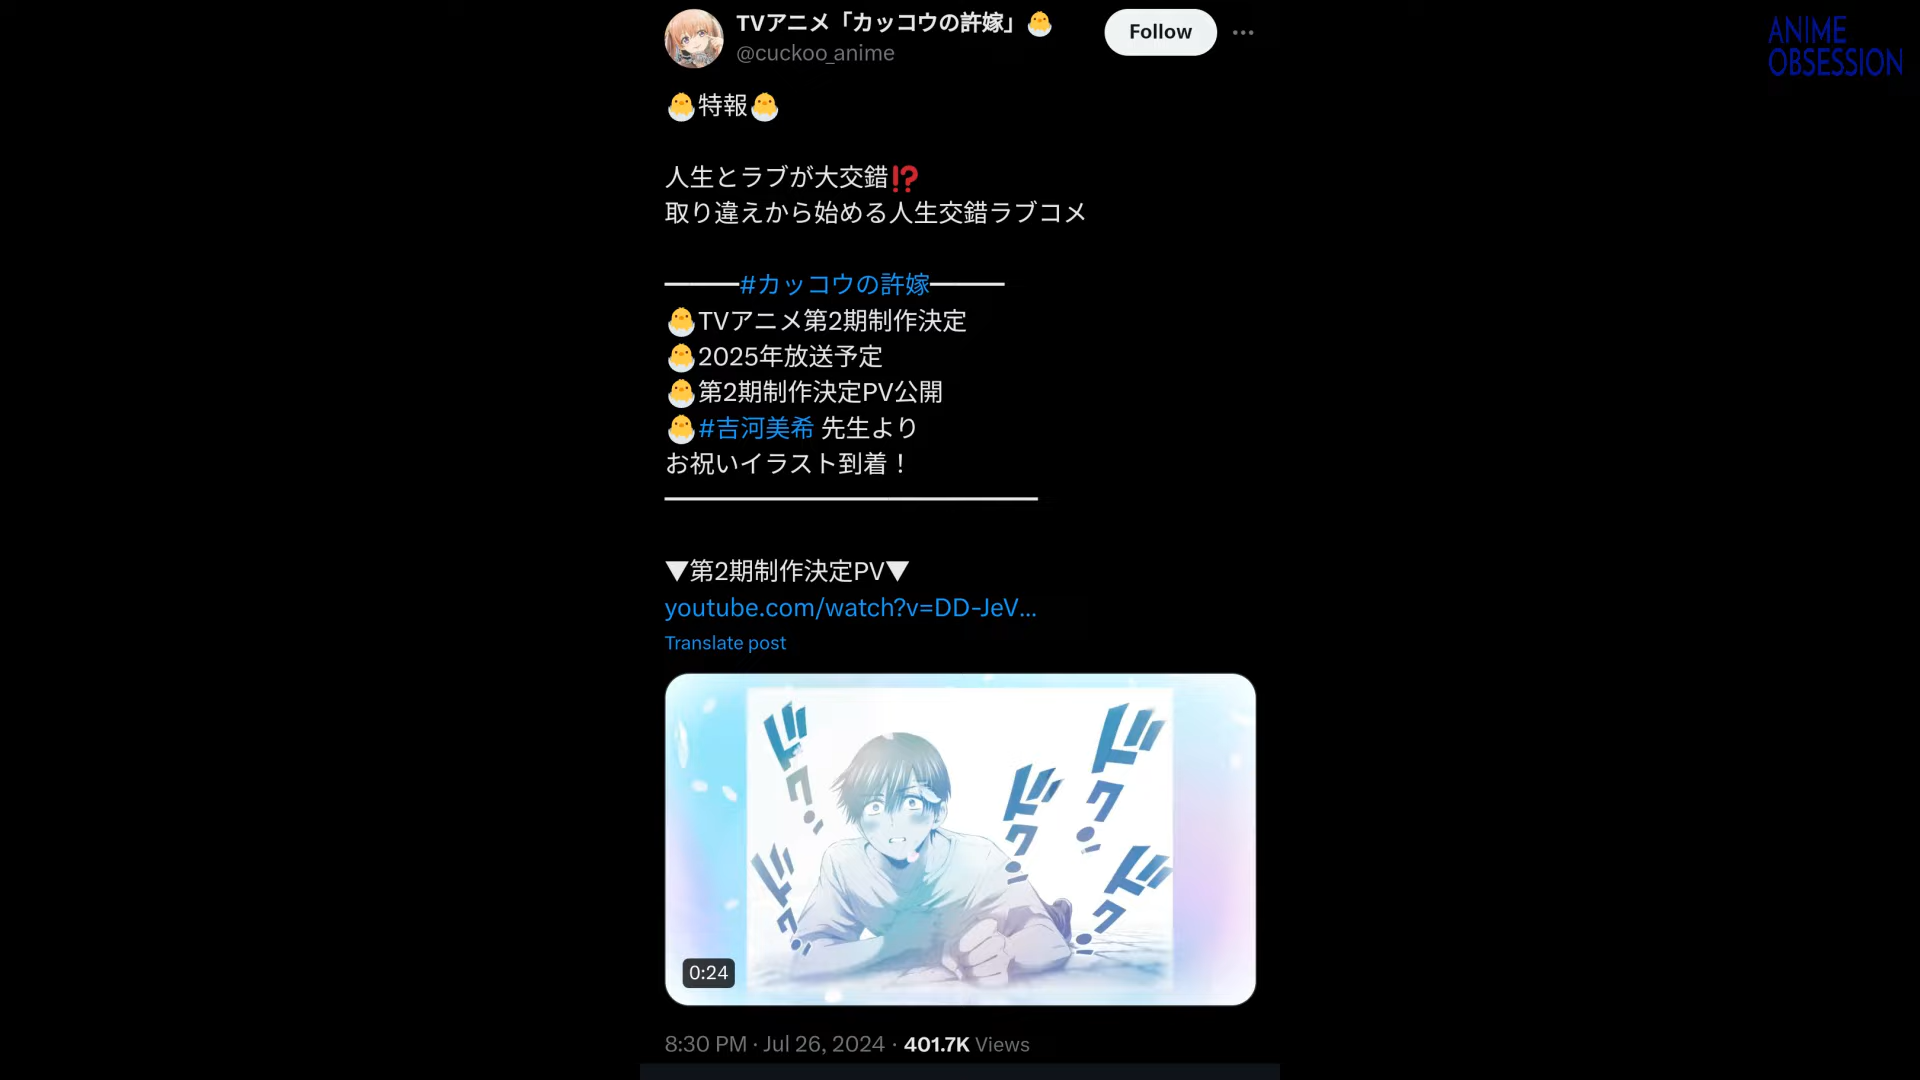 TVアニメ「カッコウの許嫁」🐣
@cuckoo_anime
Follow
ANIME
OBSESSION
🐣特報🐣
人生とラブが大交錯⁉️
取り違えから始める人生交錯ラブコメ
━━━#カッコウの許嫁━━━
🐣TVアニメ第2期制作決定
🐣2025年放送予定
🐣第2期制作決定PV公開
🐣#吉河美希 先生より
お祝いイラスト到着！
━━━━━━━━━━━━━━━
▼第2期制作決定PV▼
youtube.com/watch?v=DD-JeV…
Translate post
ドクン
ドクン
ドクン
ドクン
ドクン
0:24
8:30 PM · Jul 26, 2024 · 401.7K Views